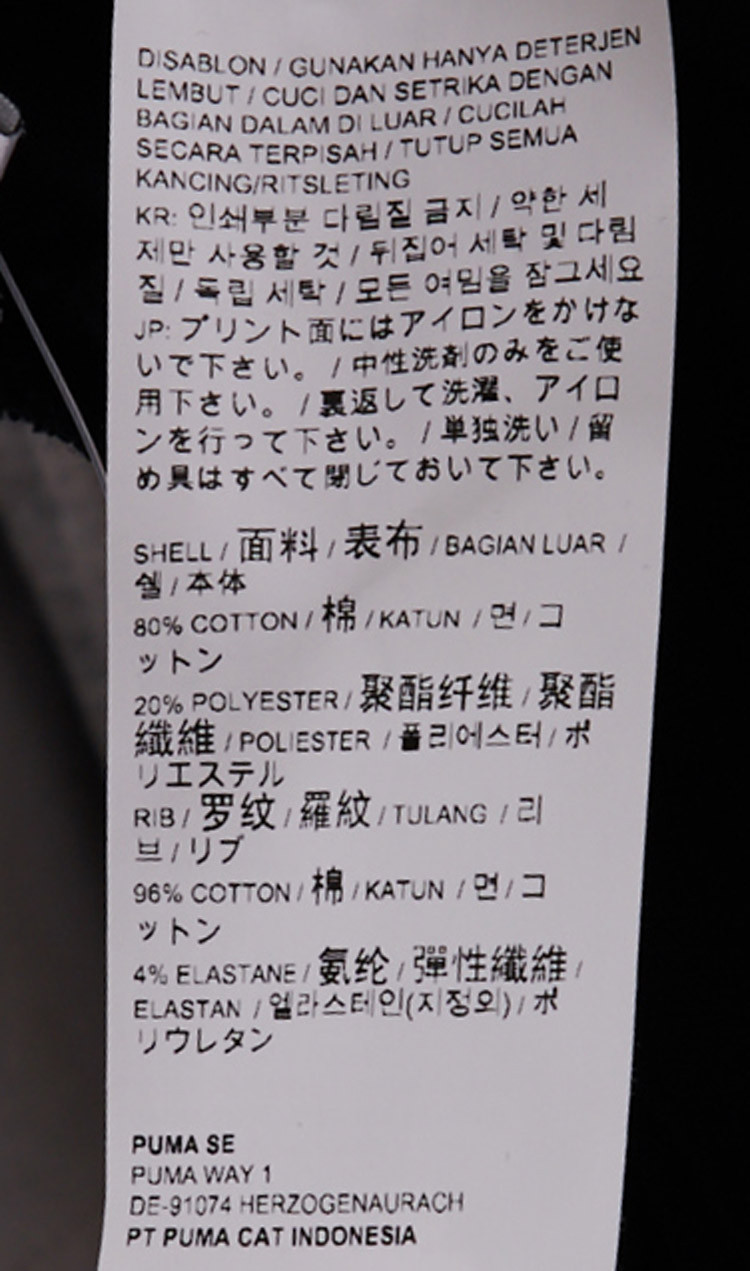 DISABLON / GUNAKAN HANYA DETERJEN
LEMBUT / CUCI DAN SETRIKA DENGAN
BAGIAN DALAM DI LUAR / CUCILAH
SECARA TERPISAH / TUTUP SEMUA
KANCING/RITSLETING
KR: 인쇄부분 다림질 금지 / 약한 세
제만 사용할 것 / 뒤집어 세탁 및 다림
질 / 독립 세탁 / 모든 여밈을 잠그세요
JP: プリント面にはアイロンをかけな
いで下さい。 / 中性洗剤のみをご使
用下さい。 / 裏返して洗濯、アイロ
ンを行って下さい。 / 単独洗い / 留
め具はすべて閉じておいて下さい。
SHELL / 面料 / 表布 / BAGIAN LUAR /
쉘 / 本体
80% COTTON / 棉 / KATUN / 면 / コ
ットン
20% POLYESTER / 聚酯纤维 / 聚酯
纖維 / POLIESTER / 폴리에스터 / ポ
リエステル
RIB / 罗纹 / 羅紋 / TULANG / 리
브 / リブ
96% COTTON / 棉 / KATUN / 면 / コ
ットン
4% ELASTANE / 氨纶 / 彈性纖維 /
ELASTAN / 엘라스테인(지정외) / ポ
リウレタン
PUMA SE
PUMA WAY 1
DE-91074 HERZOGENAURACH
PT PUMA CAT INDONESIA